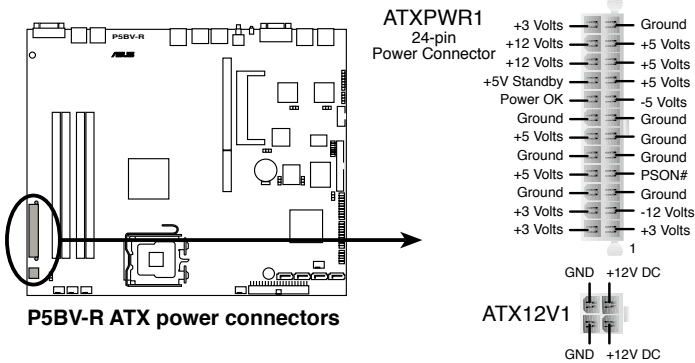 P5BV-R
ASUS
P5BV-R ATX power connectors
ATXPWR1
24-pin
Power Connector
+3 Volts Ground
+12 Volts +5 Volts
+12 Volts +5 Volts
+5V Standby +5 Volts
Power OK -5 Volts
Ground Ground
+5 Volts Ground
Ground Ground
+5 Volts PSON#
Ground Ground
+3 Volts -12 Volts
+3 Volts +3 Volts
1
GND +12V DC
ATX12V1
GND +12V DC